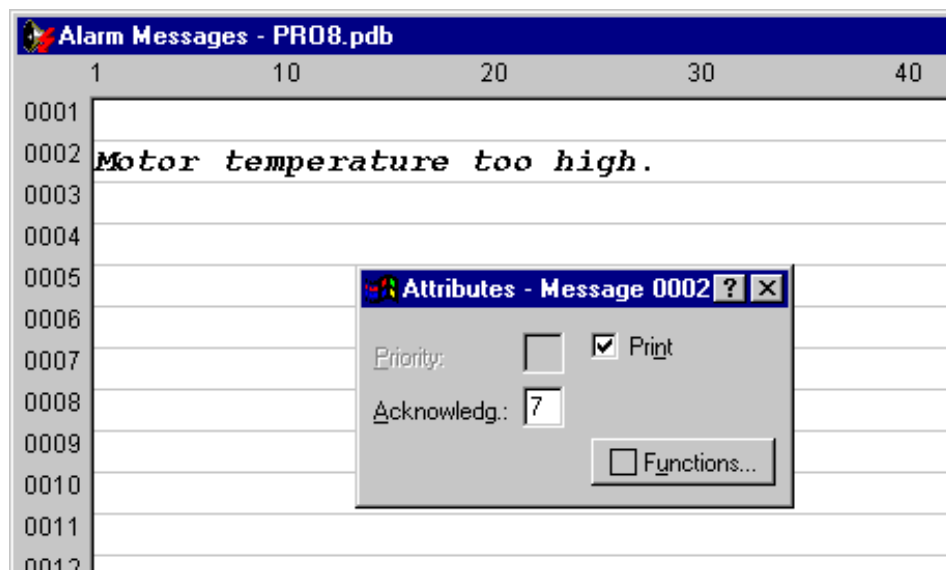 Alarm Messages - PRO8.pdb
1 10 20 30 40
0001
0002 Motor temperature too high.
0003
0004
0005
Attributes - Message 0002 ?
0006
Priority:
Print
0007
0008
Acknowledg.: 7
0009
Functions...
0010
0011
0012